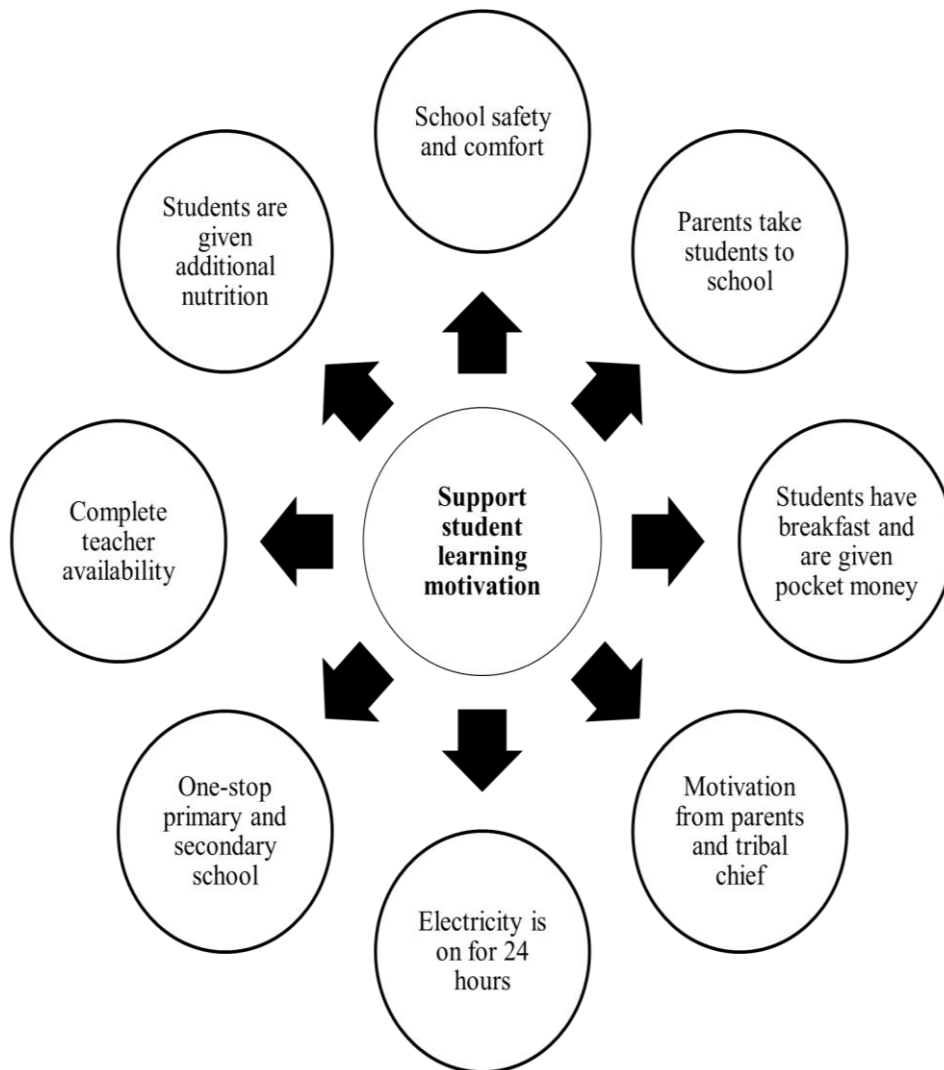 School safety
and comfort
Parents take
students to
school
Students have
breakfast and
are given
pocket money
Motivation
from parents
and tribal
chief
Electricity is
on for 24
hours
One-stop
primary and
secondary
school
Complete
teacher
availability
Students are
given
additional
nutrition
Support
student
learning
motivation